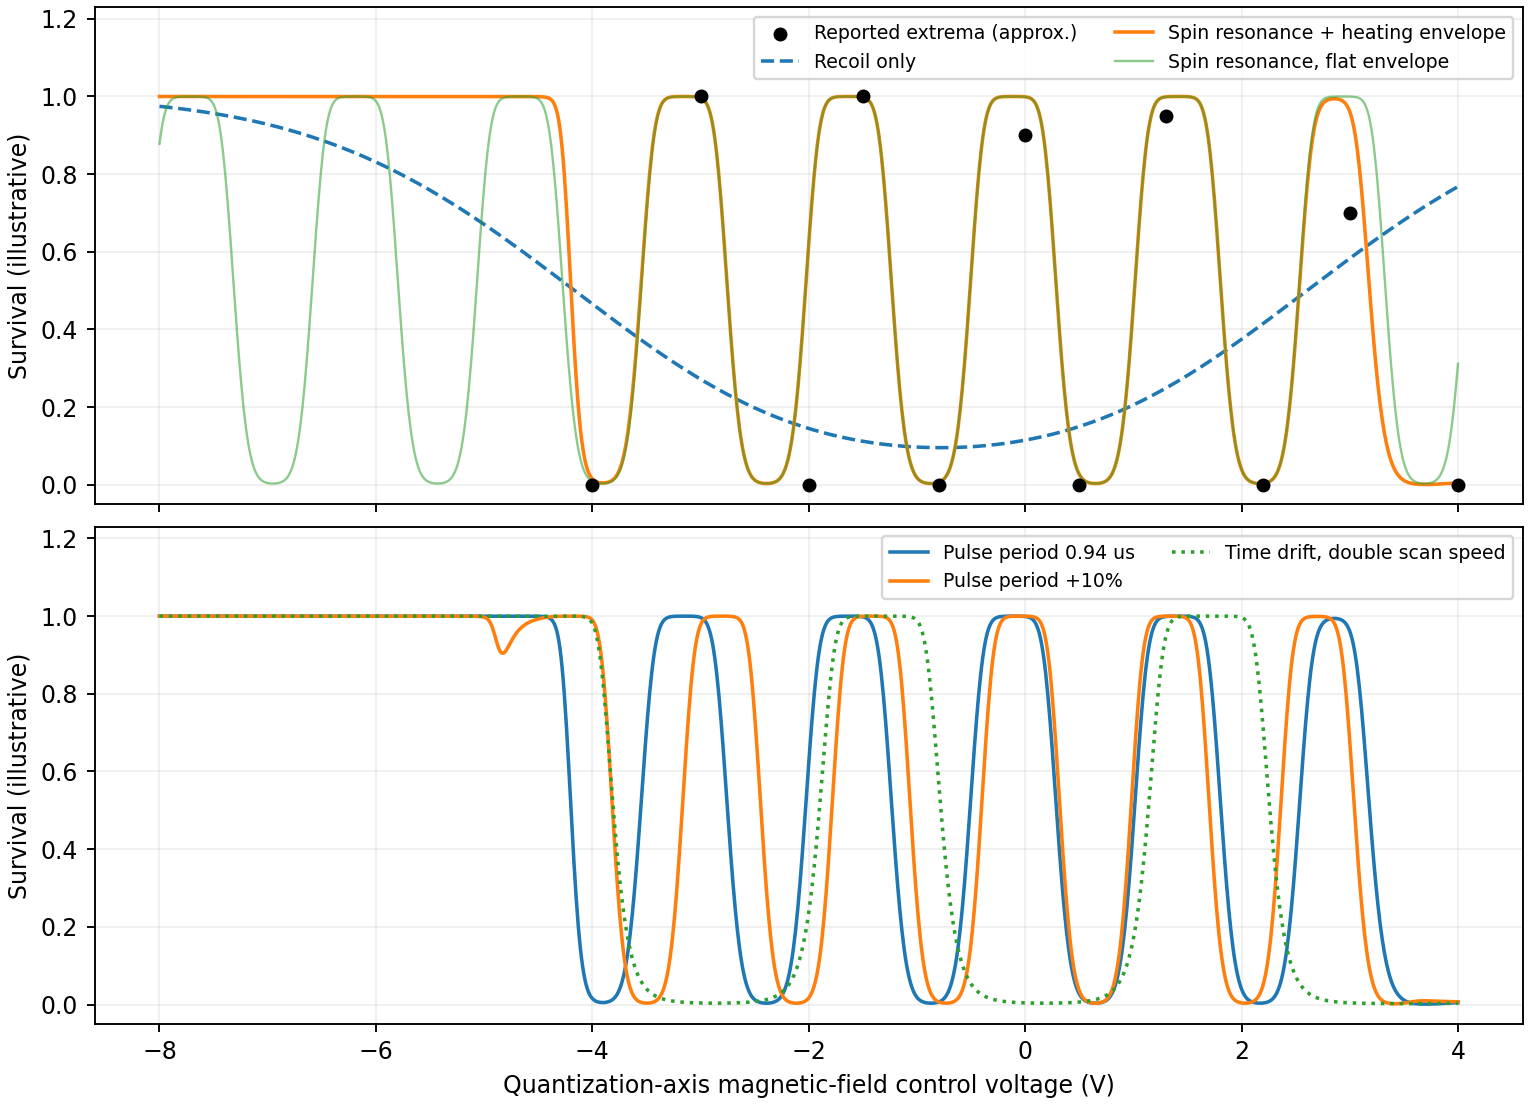 1.2
1.0
0.8
0.6
0.4
0.2
0.0
Survival (illustrative)
Reported extrema (approx.)
Recoil only
Spin resonance + heating envelope
Spin resonance, flat envelope
1.2
1.0
0.8
0.6
0.4
0.2
0.0
Survival (illustrative)
Pulse period 0.94 us
Pulse period +10%
Time drift, double scan speed
−8 −6 −4 −2 0 2 4
Quantization-axis magnetic-field control voltage (V)